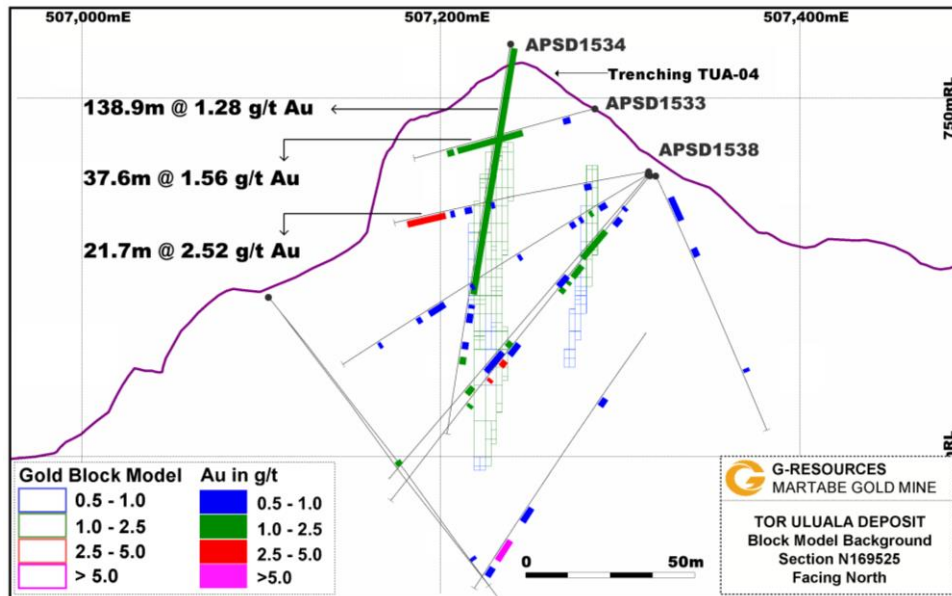 507,000mE
507,200mE
507,400mE
APSD1534
Trenching TUA-04
750mRL
138.9m @ 1.28 g/t Au
APSD1533
APSD1538
37.6m @ 1.56 g/t Au
21.7m @ 2.52 g/t Au
Gold Block Model
0.5 - 1.0
1.0 - 2.5
2.5 - 5.0
> 5.0
Au in g/t
0.5 - 1.0
1.0 - 2.5
2.5 - 5.0
>5.0
0
50m
G-RESOURCES
MARTABE GOLD MINE
TOR ULUALA DEPOSIT
Block Model Background
Section N169525
Facing North